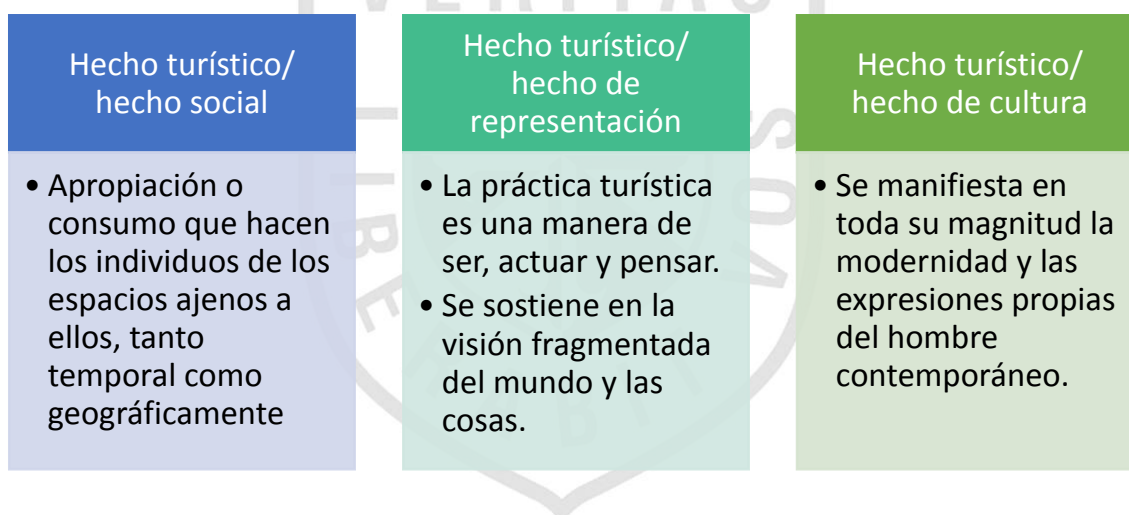 VERITAS
Hecho turístico/
hecho social
• Apropiación o
consumo que hacen
los individuos de los
espacios ajenos a
ellos, tanto
temporal como
geográficamente
Hecho turístico/
hecho de
representación
• La práctica turística
es una manera de
ser, actuar y pensar.
• Se sostiene en la
visión fragmentada
del mundo y las
cosas.
Hecho turístico/
hecho de cultura
• Se manifiesta en
toda su magnitud la
modernidad y las
expresiones propias
del hombre
contemporáneo.